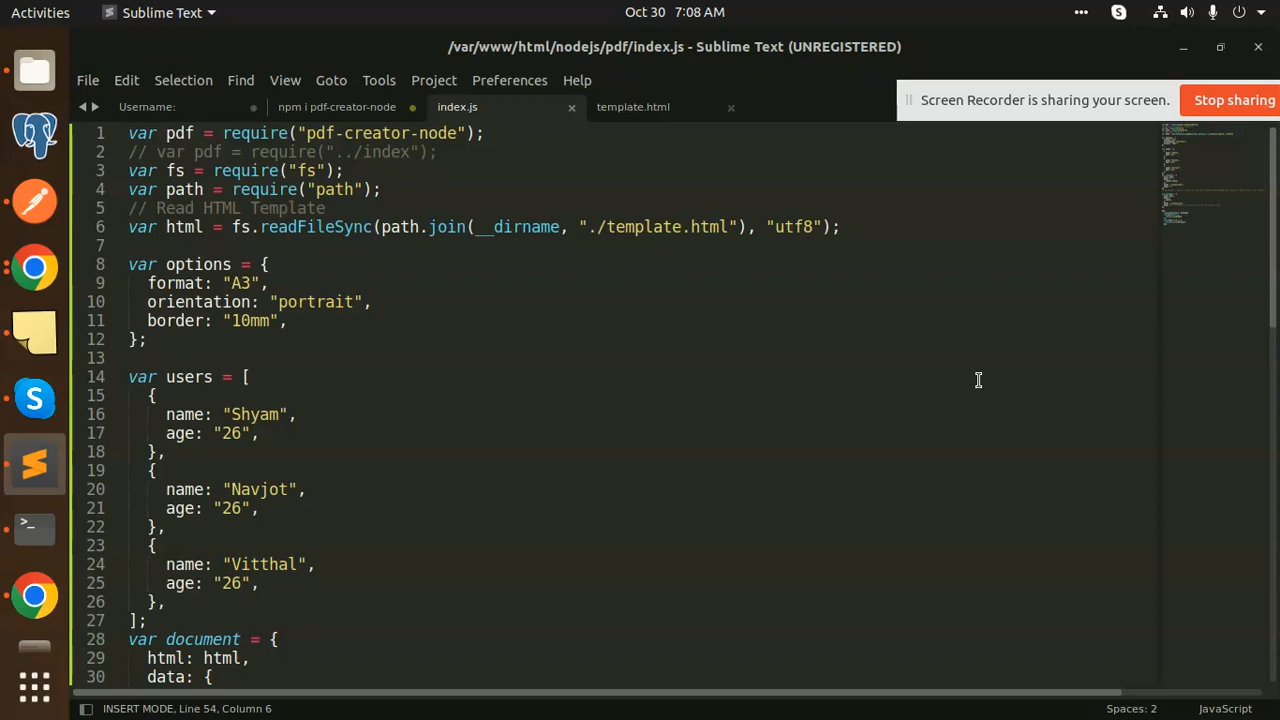 Activities
Sublime Text
Oct 30 7:08 AM
/var/www/html/nodejs/pdf/index.js - Sublime Text (UNREGISTERED)
File Edit Selection Find View Goto Tools Project Preferences Help
Screen Recorder is sharing your screen.
Stop sharing
Username:
npm i pdf-creator-node
index.js
template.html
1 var pdf = require("pdf-creator-node");
2 // var pdf = require("../index");
3 var fs = require("fs");
4 var path = require("path");
5 // Read HTML Template
6 var html = fs.readFileSync(path.join(__dirname, "./template.html"), "utf8");
7
8 var options = {
9 format: "A3",
10 orientation: "portrait",
11 border: "10mm",
12 };
13
14 var users = [
15 {
16 name: "Shyam",
17 age: "26",
18 },
19 {
20 name: "Navjot",
21 age: "26",
22 },
23 {
24 name: "Vitthal",
25 age: "26",
26 },
27 ];
28 var document = {
29 html: html,
30 data: {
INSERT MODE, Line 54, Column 6
Spaces: 2
JavaScript